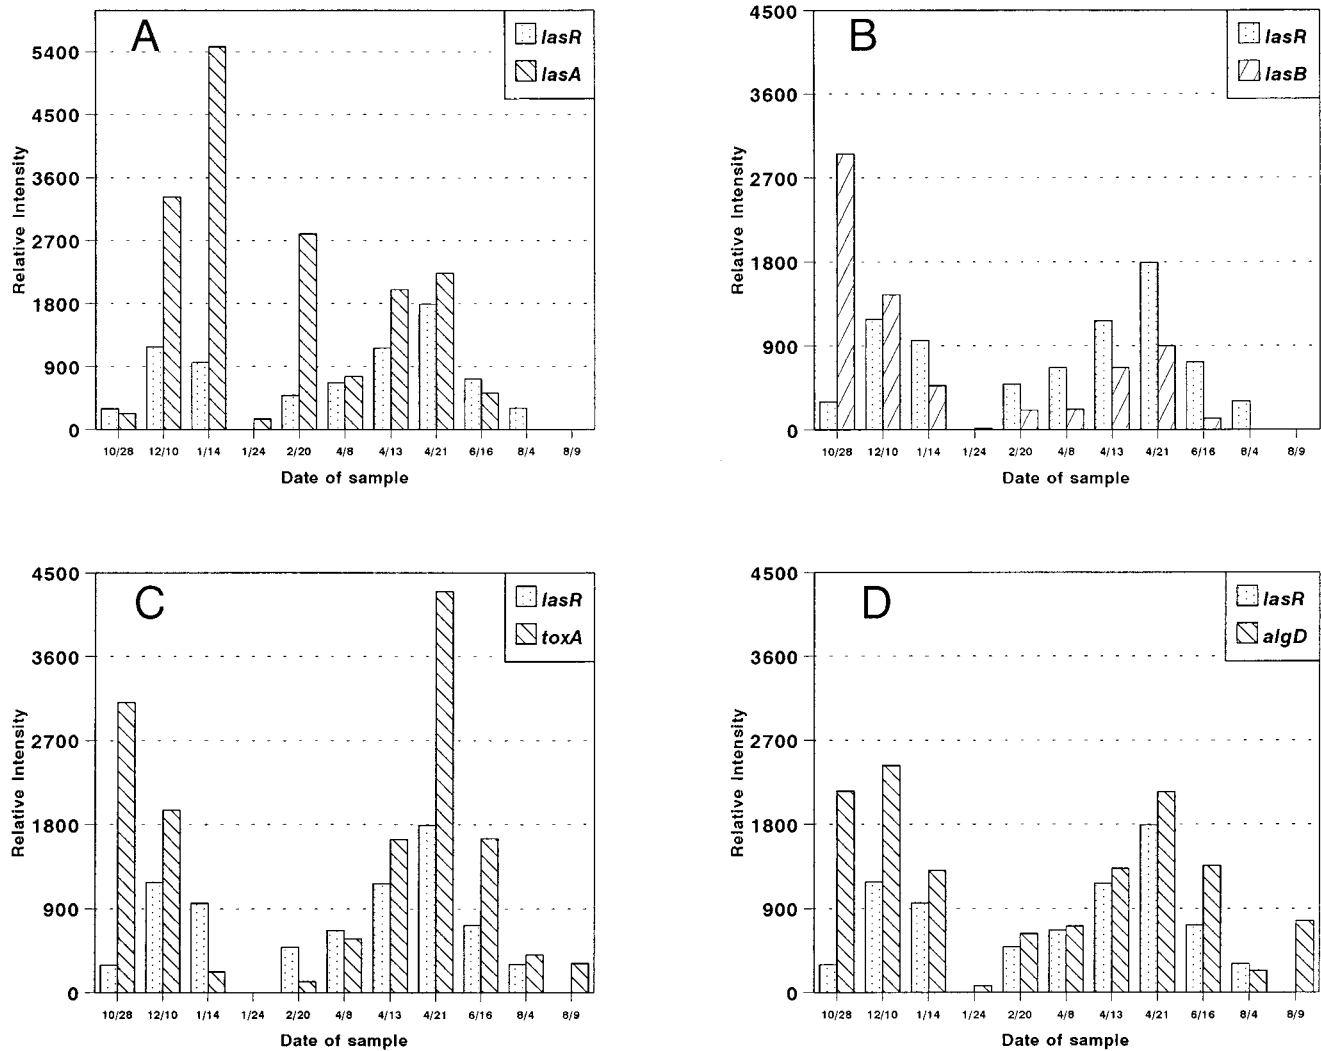 A
lasR
lasA
5400
4500
3600
2700
1800
900
0
Relative Intensity
10/28 12/10 1/14 1/24 2/20 4/8 4/13 4/21 6/16 8/4 8/9
Date of sample
B
lasR
lasB
4500
3600
2700
1800
900
0
Relative Intensity
10/28 12/10 1/14 1/24 2/20 4/8 4/13 4/21 6/16 8/4 8/9
Date of sample
C
lasR
toxA
4500
3600
2700
1800
900
0
Relative Intensity
10/28 12/10 1/14 1/24 2/20 4/8 4/13 4/21 6/16 8/4 8/9
Date of sample
D
lasR
algD
4500
3600
2700
1800
900
0
Relative Intensity
10/28 12/10 1/14 1/24 2/20 4/8 4/13 4/21 6/16 8/4 8/9
Date of sample